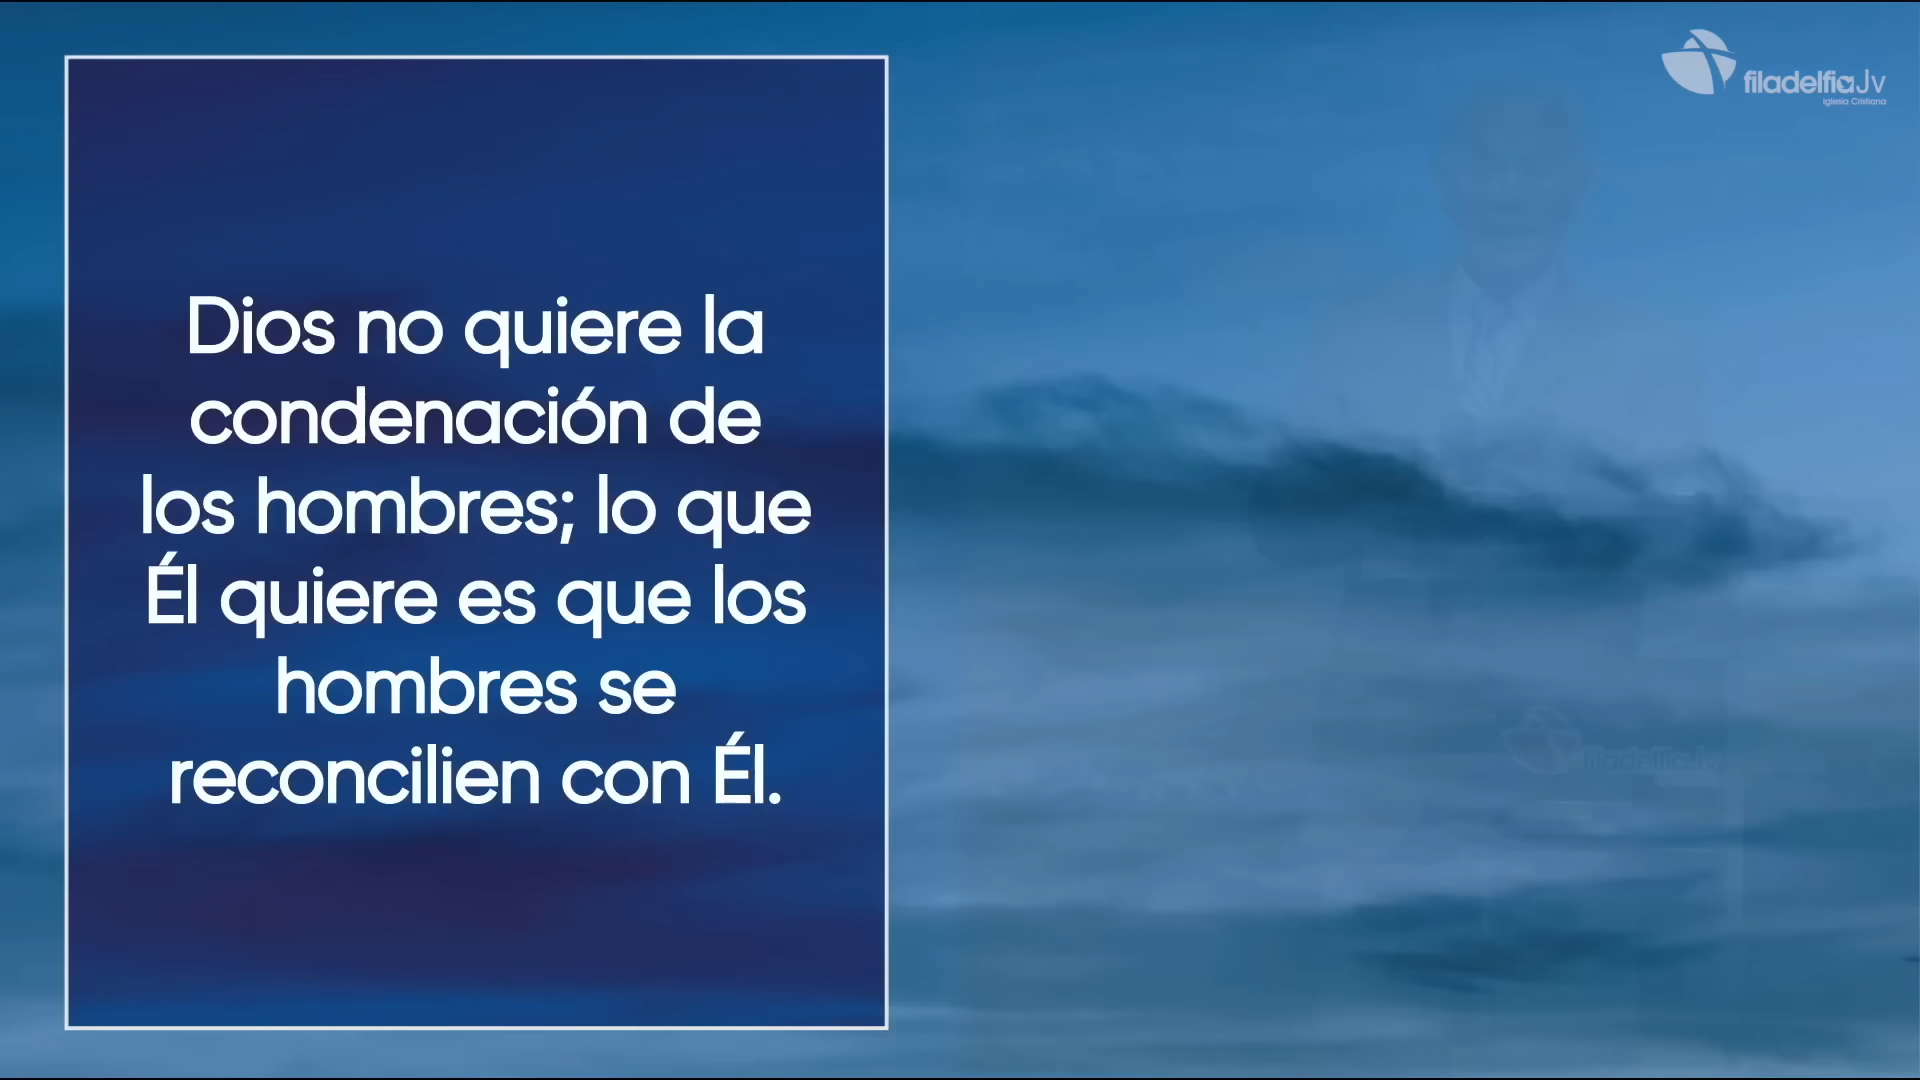 filadelfiaJv
Iglesia Cristiana
Dios no quiere la
condenación de
los hombres; lo que
Él quiere es que los
hombres se
reconcilien con Él.
filadelfiaJv